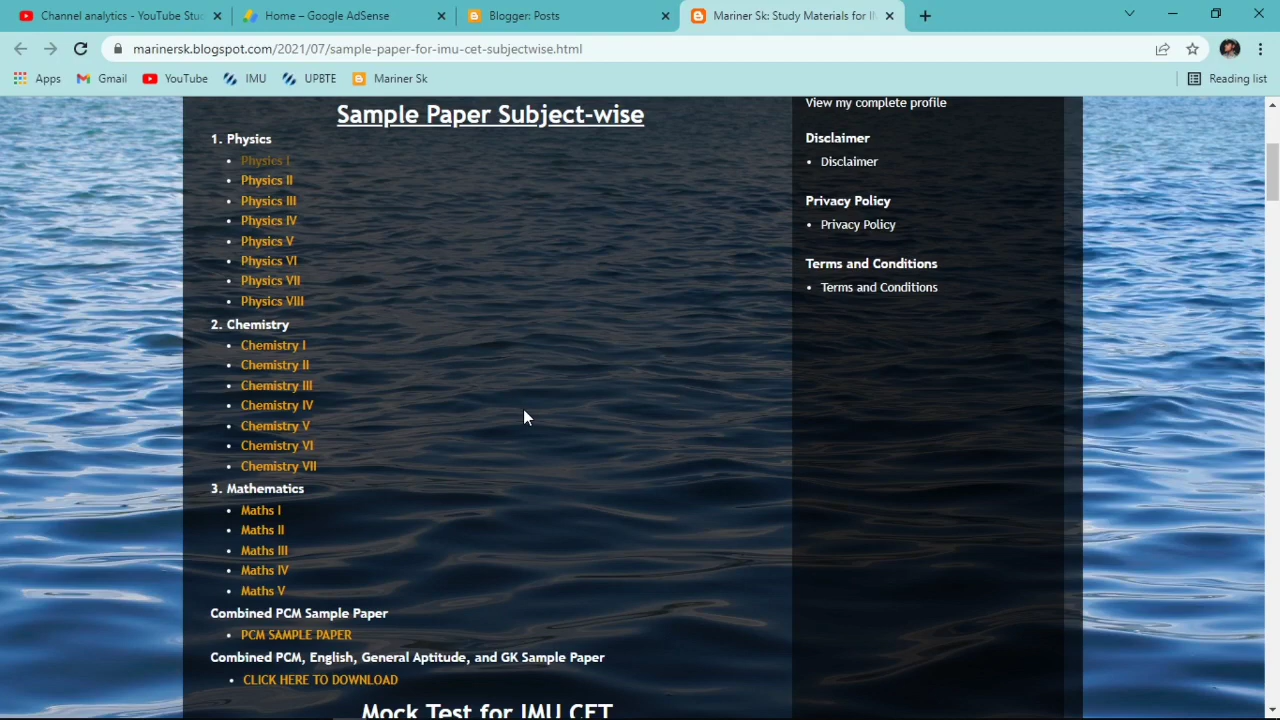 Channel analytics - YouTube Stu
Home – Google AdSense
Blogger: Posts
Mariner Sk: Study Materials for I
marinersk.blogspot.com/2021/07/sample-paper-for-imu-cet-subjectwise.html
Apps
Gmail
YouTube
IMU
UPBTE
Mariner Sk
Reading list
Sample Paper Subject-wise
1. Physics
Physics I
Physics II
Physics III
Physics IV
Physics V
Physics VI
Physics VII
Physics VIII
2. Chemistry
Chemistry I
Chemistry II
Chemistry III
Chemistry IV
Chemistry V
Chemistry VI
Chemistry VII
3. Mathematics
Maths I
Maths II
Maths III
Maths IV
Maths V
Combined PCM Sample Paper
PCM SAMPLE PAPER
Combined PCM, English, General Aptitude, and GK Sample Paper
CLICK HERE TO DOWNLOAD
Mock Test for IMU CET
View my complete profile
Disclaimer
Disclaimer
Privacy Policy
Privacy Policy
Terms and Conditions
Terms and Conditions